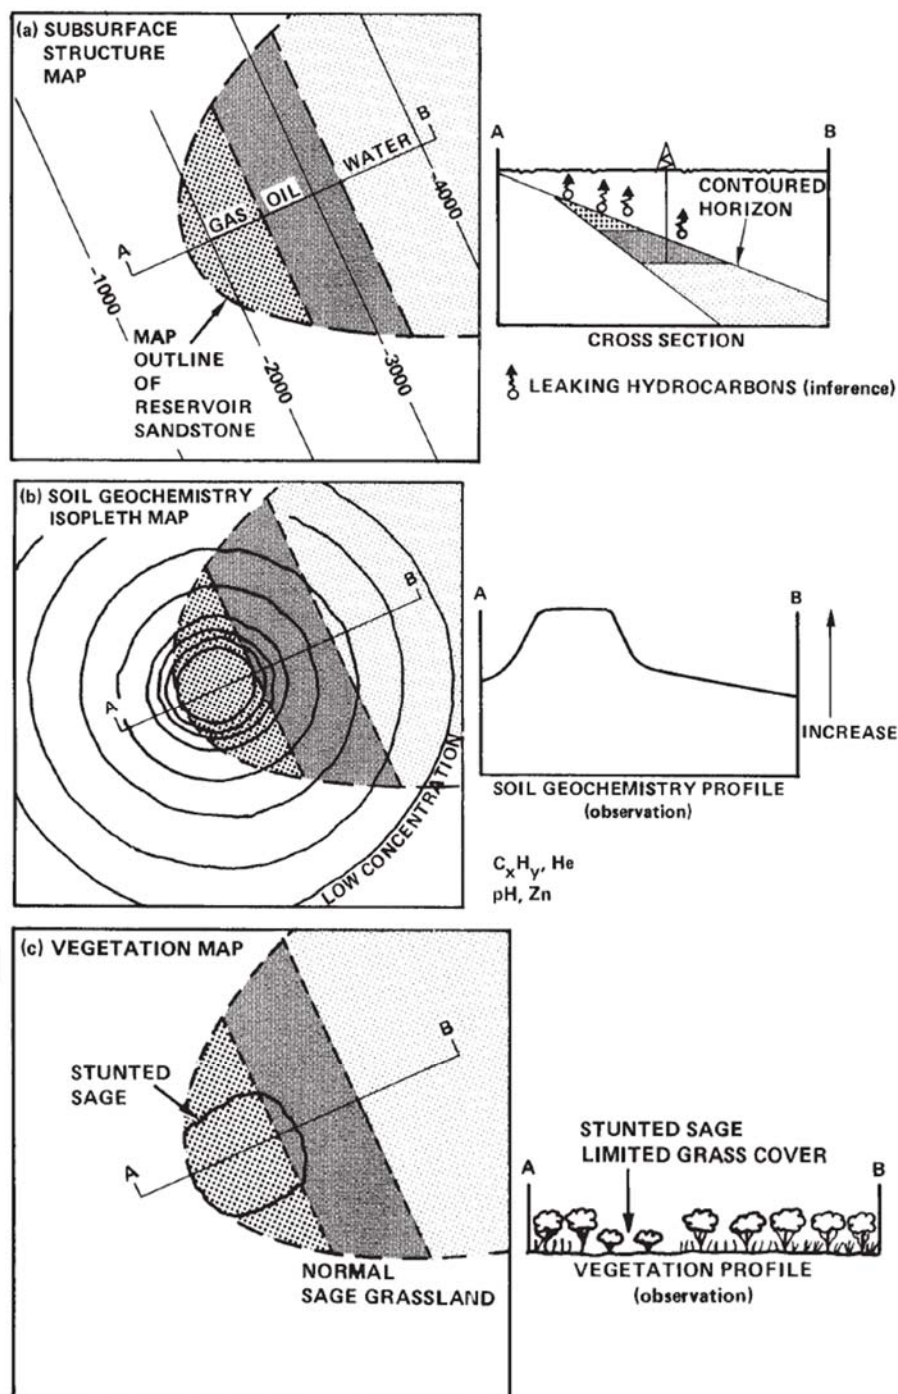 (a) SUBSURFACE
STRUCTURE
MAP
A
GAS
OIL
WATER
B
-1000
-2000
-3000
-4000
MAP
OUTLINE
OF
RESERVOIR
SANDSTONE
A
B
CONTOURED
HORIZON
CROSS SECTION
LEAKING HYDROCARBONS (inference)
(b) SOIL GEOCHEMISTRY
ISOPLETH MAP
A
B
LOW CONCENTRATION
A
B
INCREASE
SOIL GEOCHEMISTRY PROFILE
(observation)
CxHy, He
pH, Zn
(c) VEGETATION MAP
STUNTED
SAGE
A
B
NORMAL
SAGE GRASSLAND
STUNTED SAGE
LIMITED GRASS COVER
A
B
VEGETATION PROFILE
(observation)